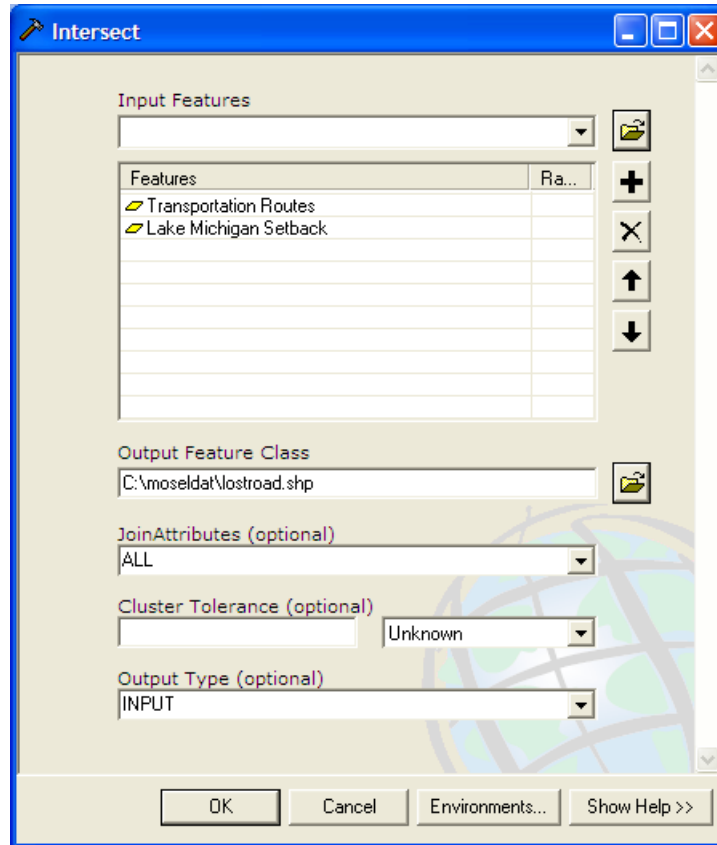 Intersect
Input Features
Features Ra...
Transportation Routes
Lake Michigan Setback
Output Feature Class
C:\moseldat\lostroad.shp
JoinAttributes (optional)
ALL
Cluster Tolerance (optional)
Unknown
Output Type (optional)
INPUT
OK Cancel Environments... Show Help >>